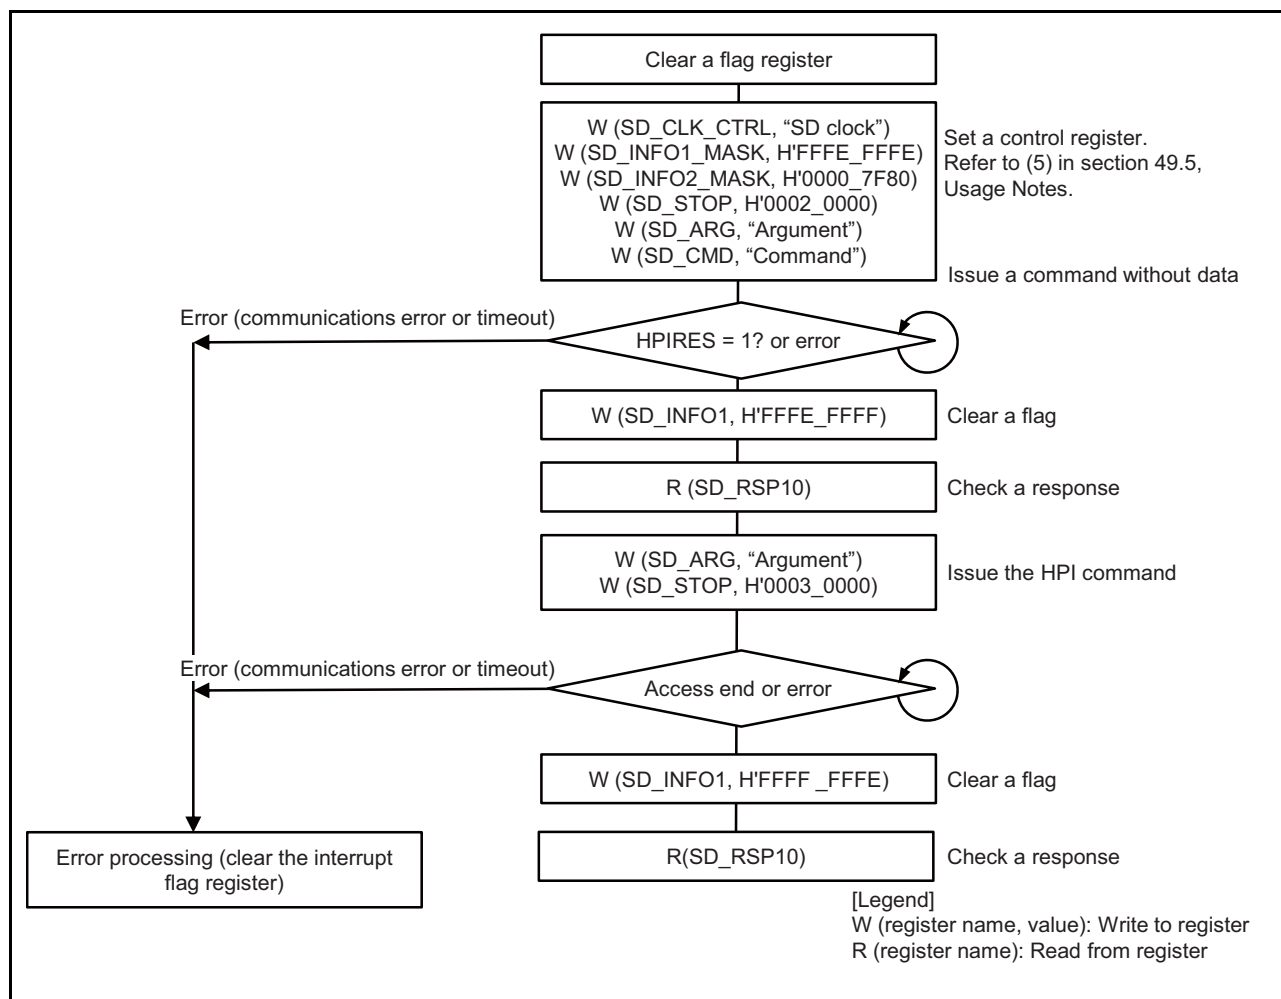 Clear a flag register
W (SD_CLK_CTRL, “SD clock”)
W (SD_INFO1_MASK, H'FFFE_FFFE)
W (SD_INFO2_MASK, H'0000_7F80)
W (SD_STOP, H'0002_0000)
W (SD_ARG, “Argument”)
W (SD_CMD, “Command”)
Set a control register.
Refer to (5) in section 49.5,
Usage Notes.
Issue a command without data
Error (communications error or timeout)
HPIRES = 1? or error
W (SD_INFO1, H'FFFE_FFFF)
Clear a flag
R (SD_RSP10)
Check a response
W (SD_ARG, “Argument”)
W (SD_STOP, H'0003_0000)
Issue the HPI command
Error (communications error or timeout)
Access end or error
W (SD_INFO1, H'FFFF _FFFE)
Clear a flag
Error processing (clear the interrupt
flag register)
R(SD_RSP10)
Check a response
[Legend]
W (register name, value): Write to register
R (register name): Read from register